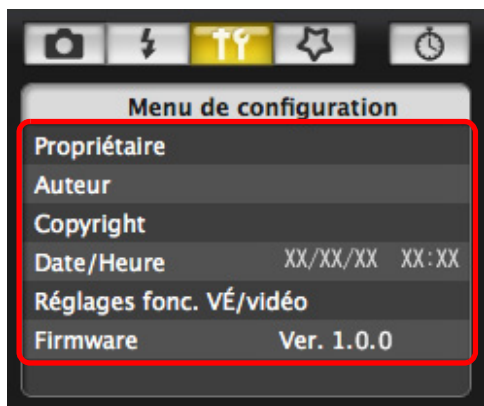 Menu de configuration
Propriétaire
Auteur
Copyright
Date/Heure XX/XX/XX XX:XX
Réglages fonc. VÉ/vidéo
Firmware Ver. 1.0.0